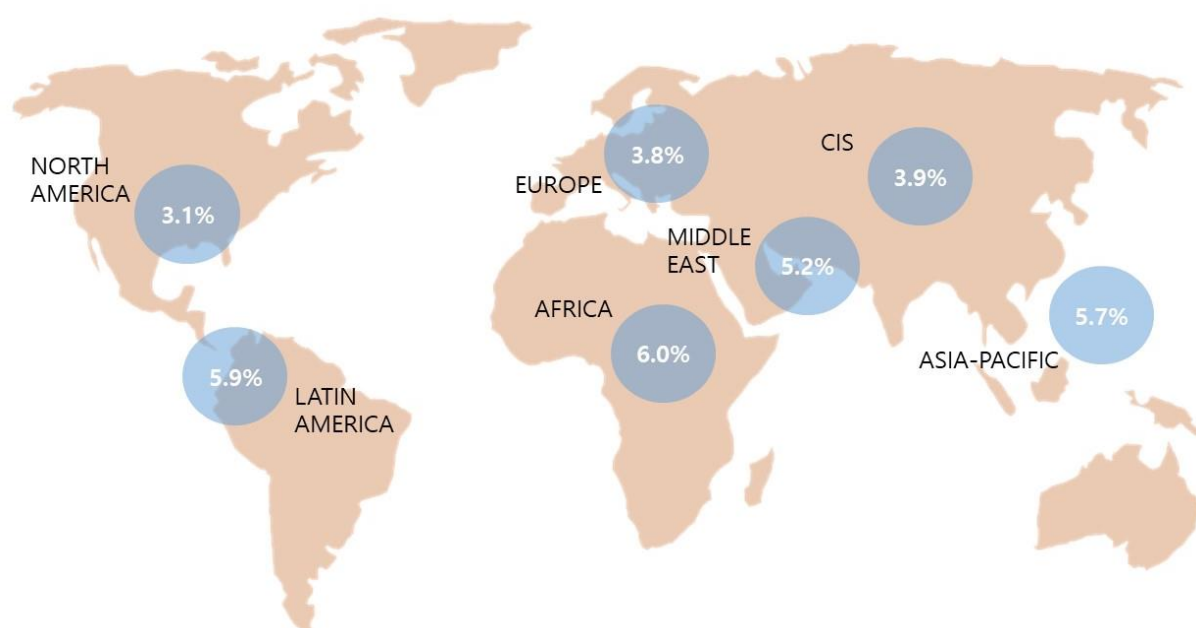 NORTH
AMERICA
3.1%
5.9%
LATIN
AMERICA
EUROPE
3.8%
CIS
3.9%
MIDDLE
EAST
5.2%
AFRICA
6.0%
5.7%
ASIA-PACIFIC